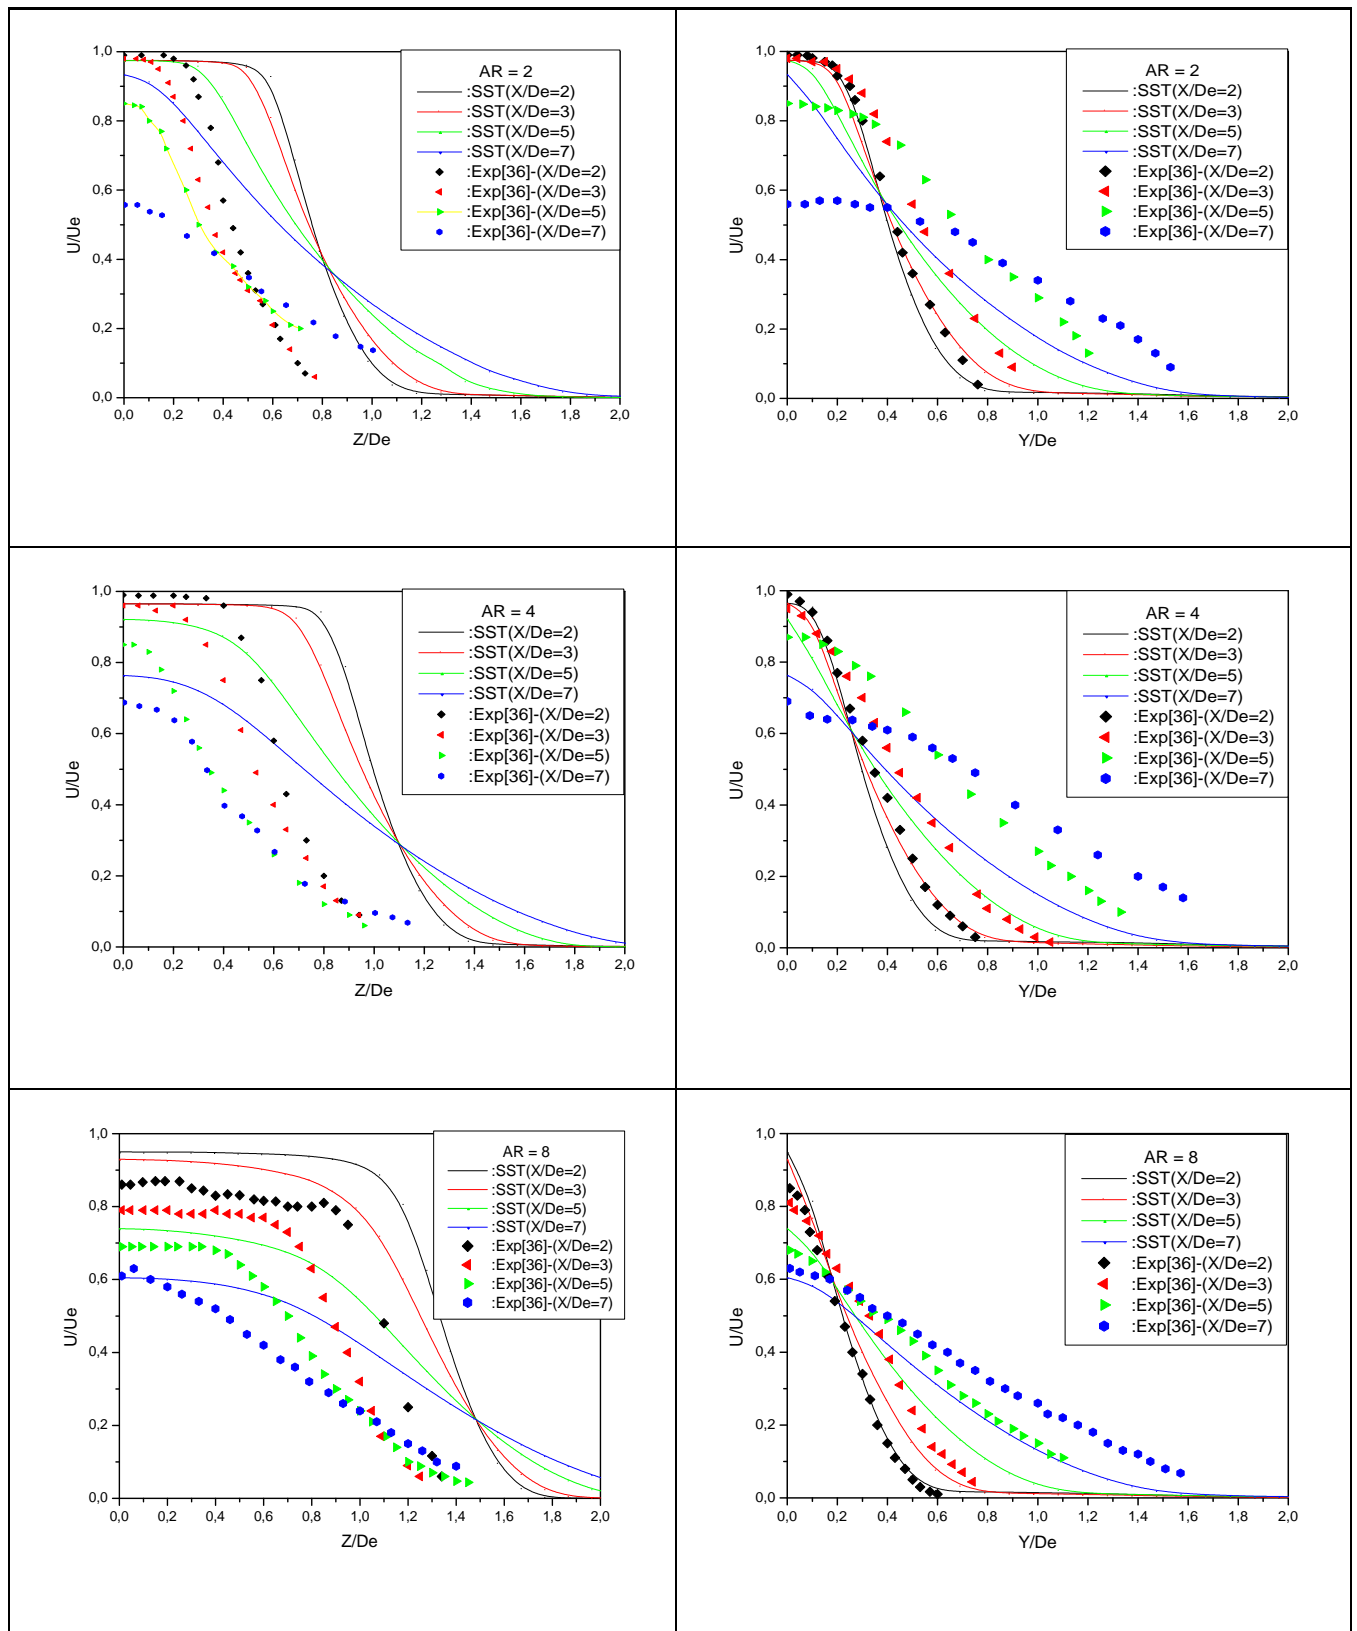 AR = 2
:SST(X/De=2)
:SST(X/De=3)
:SST(X/De=5)
:SST(X/De=7)
:Exp[36]-(X/De=2)
:Exp[36]-(X/De=3)
:Exp[36]-(X/De=5)
:Exp[36]-(X/De=7)
U/Ue
1,0
0,8
0,6
0,4
0,2
0,0
0,0 0,2 0,4 0,6 0,8 1,0 1,2 1,4 1,6 1,8 2,0
Z/De
AR = 2
:SST(X/De=2)
:SST(X/De=3)
:SST(X/De=5)
:SST(X/De=7)
:Exp[36]-(X/De=2)
:Exp[36]-(X/De=3)
:Exp[36]-(X/De=5)
:Exp[36]-(X/De=7)
U/Ue
1,0
0,8
0,6
0,4
0,2
0,0
0,0 0,2 0,4 0,6 0,8 1,0 1,2 1,4 1,6 1,8 2,0
Y/De
AR = 4
:SST(X/De=2)
:SST(X/De=3)
:SST(X/De=5)
:SST(X/De=7)
:Exp[36]-(X/De=2)
:Exp[36]-(X/De=3)
:Exp[36]-(X/De=5)
:Exp[36]-(X/De=7)
U/Ue
1,0
0,8
0,6
0,4
0,2
0,0
0,0 0,2 0,4 0,6 0,8 1,0 1,2 1,4 1,6 1,8 2,0
Z/De
AR = 4
:SST(X/De=2)
:SST(X/De=3)
:SST(X/De=5)
:SST(X/De=7)
:Exp[36]-(X/De=2)
:Exp[36]-(X/De=3)
:Exp[36]-(X/De=5)
:Exp[36]-(X/De=7)
U/Ue
1,0
0,8
0,6
0,4
0,2
0,0
0,0 0,2 0,4 0,6 0,8 1,0 1,2 1,4 1,6 1,8 2,0
Y/De
AR = 8
:SST(X/De=2)
:SST(X/De=3)
:SST(X/De=5)
:SST(X/De=7)
:Exp[36]-(X/De=2)
:Exp[36]-(X/De=3)
:Exp[36]-(X/De=5)
:Exp[36]-(X/De=7)
U/Ue
1,0
0,8
0,6
0,4
0,2
0,0
0,0 0,2 0,4 0,6 0,8 1,0 1,2 1,4 1,6 1,8 2,0
Z/De
AR = 8
:SST(X/De=2)
:SST(X/De=3)
:SST(X/De=5)
:SST(X/De=7)
:Exp[36]-(X/De=2)
:Exp[36]-(X/De=3)
:Exp[36]-(X/De=5)
:Exp[36]-(X/De=7)
U/Ue
1,0
0,8
0,6
0,4
0,2
0,0
0,0 0,2 0,4 0,6 0,8 1,0 1,2 1,4 1,6 1,8 2,0
Y/De